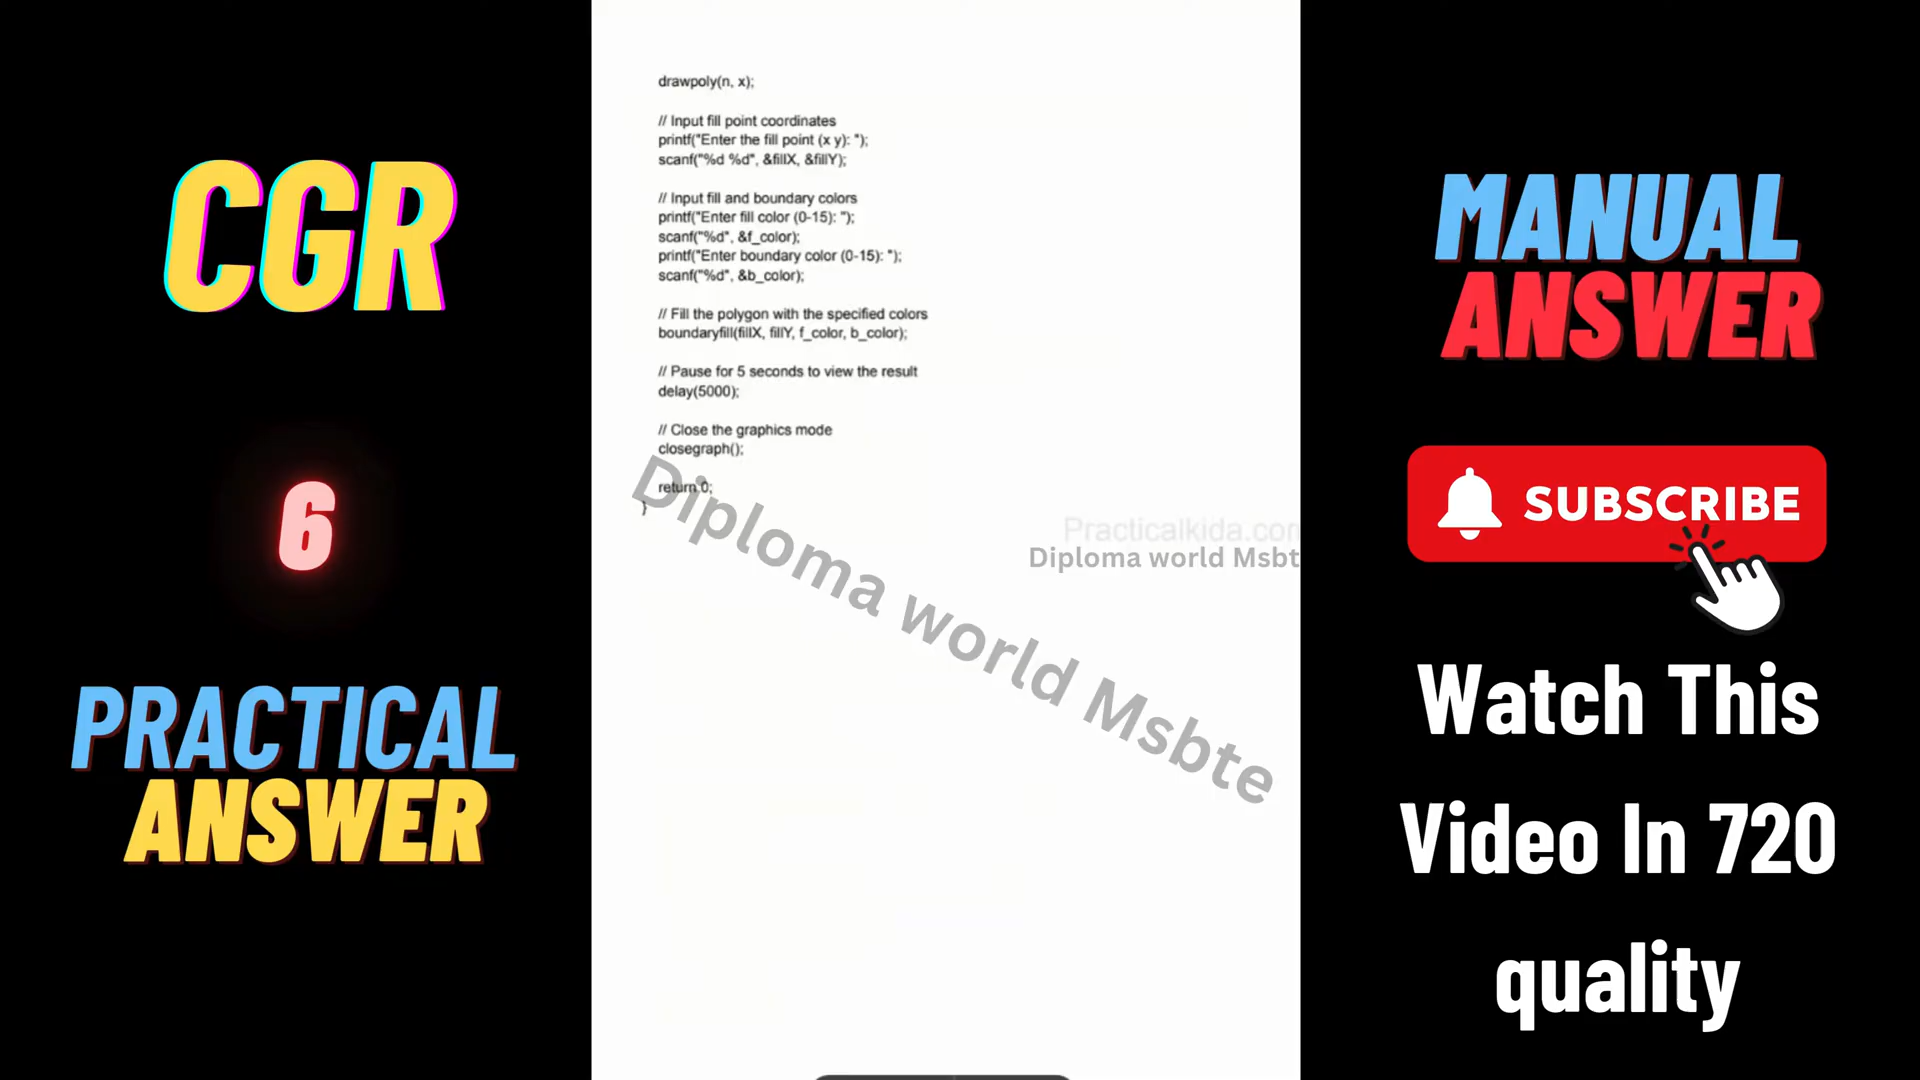 CGR
6
PRACTICAL
ANSWER
drawpoly(n, x);
// Input fill point coordinates
printf("Enter the fill point (x y): ");
scanf("%d %d", &fillX, &fillY);
// Input fill and boundary colors
printf("Enter fill color (0-15): ");
scanf("%d", &f_color);
printf("Enter boundary color (0-15): ");
scanf("%d", &b_color);
// Fill the polygon with the specified colors
boundaryfill(fillX, fillY, f_color, b_color);
// Pause for 5 seconds to view the result
delay(5000);
// Close the graphics mode
closegraph();
return 0;
}
Diploma world Msbte
Practicalkida.com
Diploma world Msbt
MANUAL
ANSWER
SUBSCRIBE
Watch This
Video In 720
quality